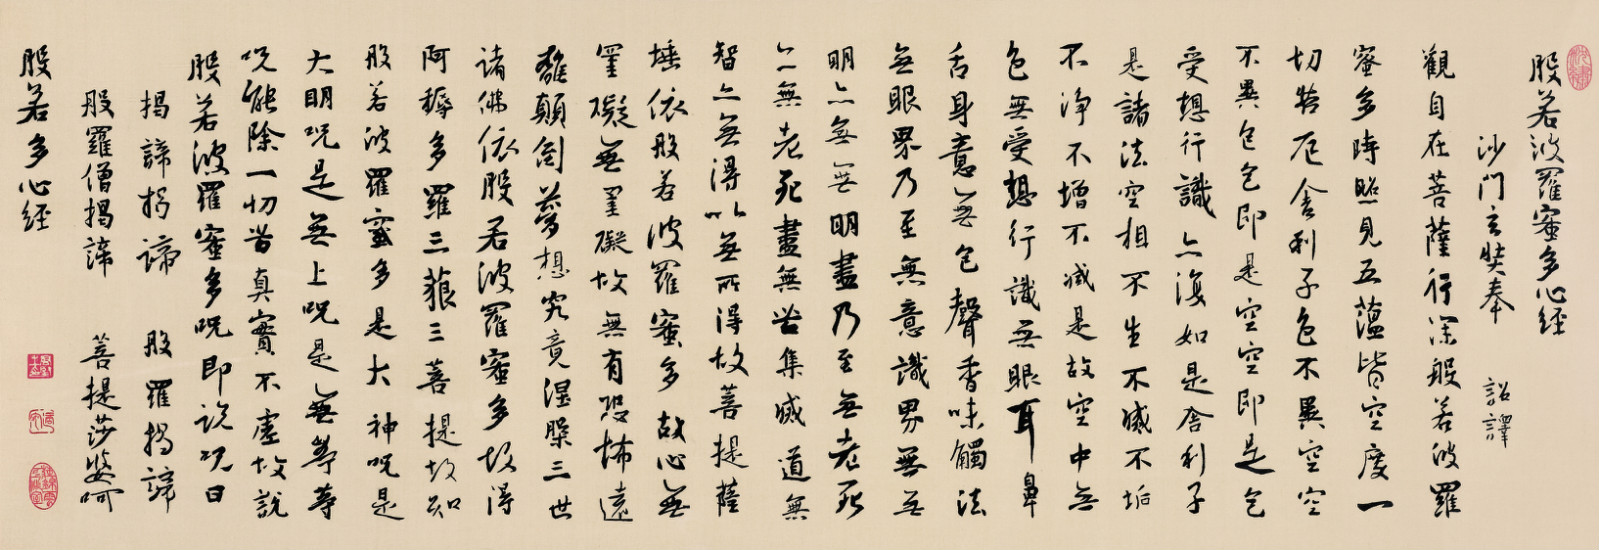 般若波羅蜜多心經
沙門玄奘奉 詔譯
觀自在菩薩行深般若波羅
蜜多時照見五蘊皆空度一
切苦厄舍利子色不異空空
不異色色即是空空即是色
受想行識亦復如是舍利子
是諸法空相不生不滅不垢
不淨不增不減是故空中無
色無受想行識無眼耳鼻
舌身意無色聲香味觸法
無眼界乃至無意識界無無
明亦無無明盡乃至無老死
亦無老死盡無苦集滅道無
智亦無得以無所得故菩提薩
埵依般若波羅蜜多故心無
罣礙無罣礙故無有恐怖遠
離顛倒夢想究竟涅槃三世
諸佛依般若波羅蜜多故得
阿耨多羅三藐三菩提故知
般若波羅蜜多是大神咒是
大明咒是無上咒是無等等
咒能除一切苦真實不虛故說
般若波羅蜜多咒即說咒曰
揭諦揭諦 般羅揭諦
般羅僧揭諦 菩提莎婆呵
般若多心經